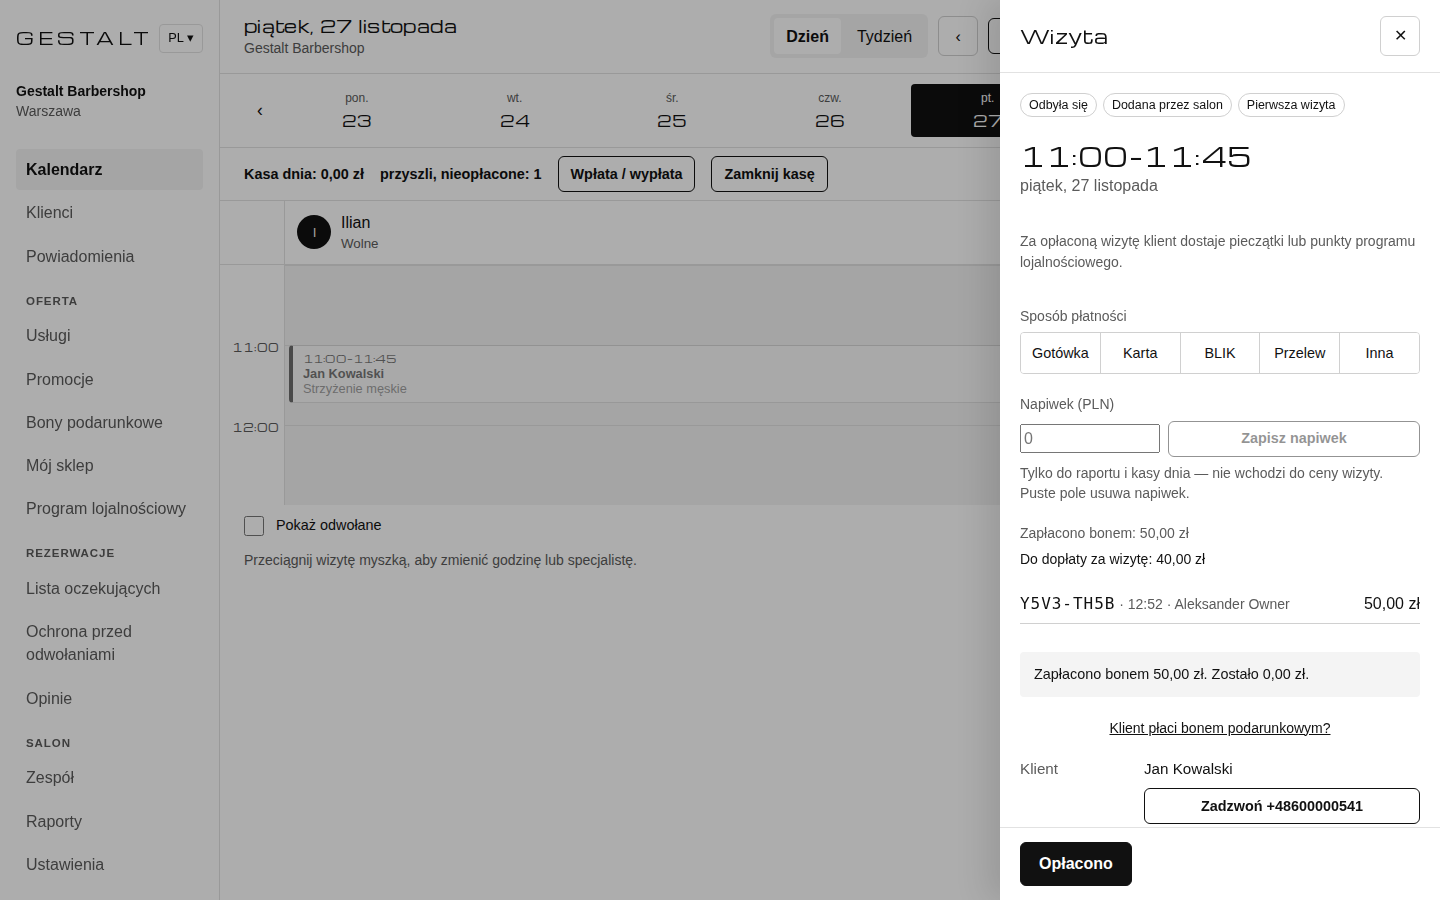 GESTALT
PL ▾
Gestalt Barbershop
Warszawa
Kalendarz
Klienci
Powiadomienia
OFERTA
Usługi
Promocje
Bony podarunkowe
Mój sklep
Program lojalnościowy
REZERWACJE
Lista oczekujących
Ochrona przed
odwołaniami
Opinie
SALON
Zespół
Raporty
Ustawienia
piątek, 27 listopada
Gestalt Barbershop
Dzień
Tydzień
‹
‹
pon.
23
wt.
24
śr.
25
czw.
26
pt.
27
Kasa dnia: 0,00 zł
przyszli, nieopłacone: 1
Wpłata / wypłata
Zamknij kasę
I
Ilian
Wolne
11:00
11:00-11:45
Jan Kowalski
Strzyżenie męskie
12:00
Pokaż odwołane
Przeciągnij wizytę myszką, aby zmienić godzinę lub specjalistę.
Wizyta
✕
Odbyła się
Dodana przez salon
Pierwsza wizyta
11:00-11:45
piątek, 27 listopada
Za opłaconą wizytę klient dostaje pieczątki lub punkty programu
lojalnościowego.
Sposób płatności
Gotówka
Karta
BLIK
Przelew
Inna
Napiwek (PLN)
0
Zapisz napiwek
Tylko do raportu i kasy dnia — nie wchodzi do ceny wizyty.
Puste pole usuwa napiwek.
Zapłacono bonem: 50,00 zł
Do dopłaty za wizytę: 40,00 zł
Y5V3-TH5B · 12:52 · Aleksander Owner
50,00 zł
Zapłacono bonem 50,00 zł. Zostało 0,00 zł.
Klient płaci bonem podarunkowym?
Klient
Jan Kowalski
Zadzwoń +48600000541
Opłacono